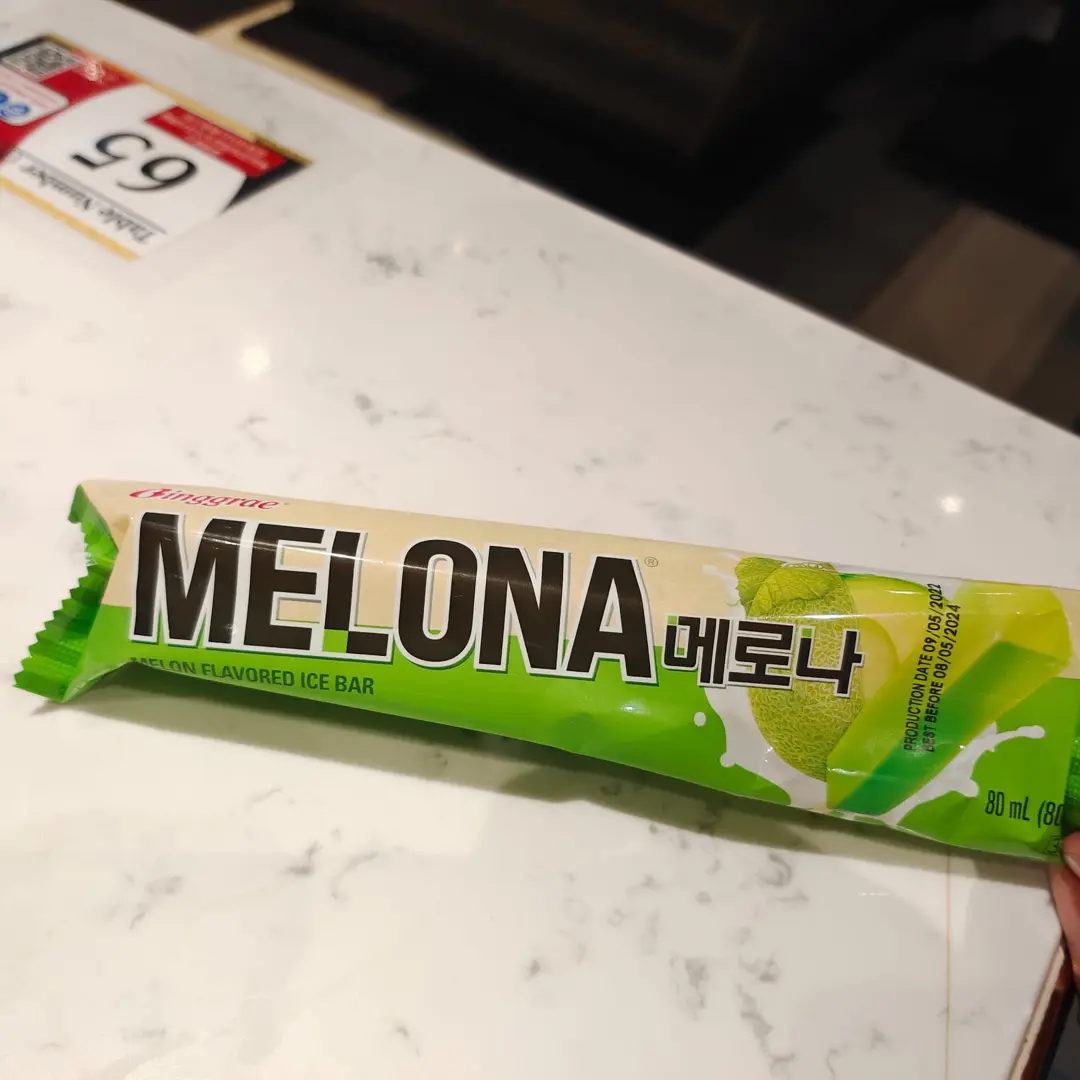 Table Number
65
Binggrae
MELONA®
메로나
MELON FLAVORED ICE BAR
PRODUCTION DATE 09/05/2022
BEST BEFORE 08/05/2024
80 mL (80